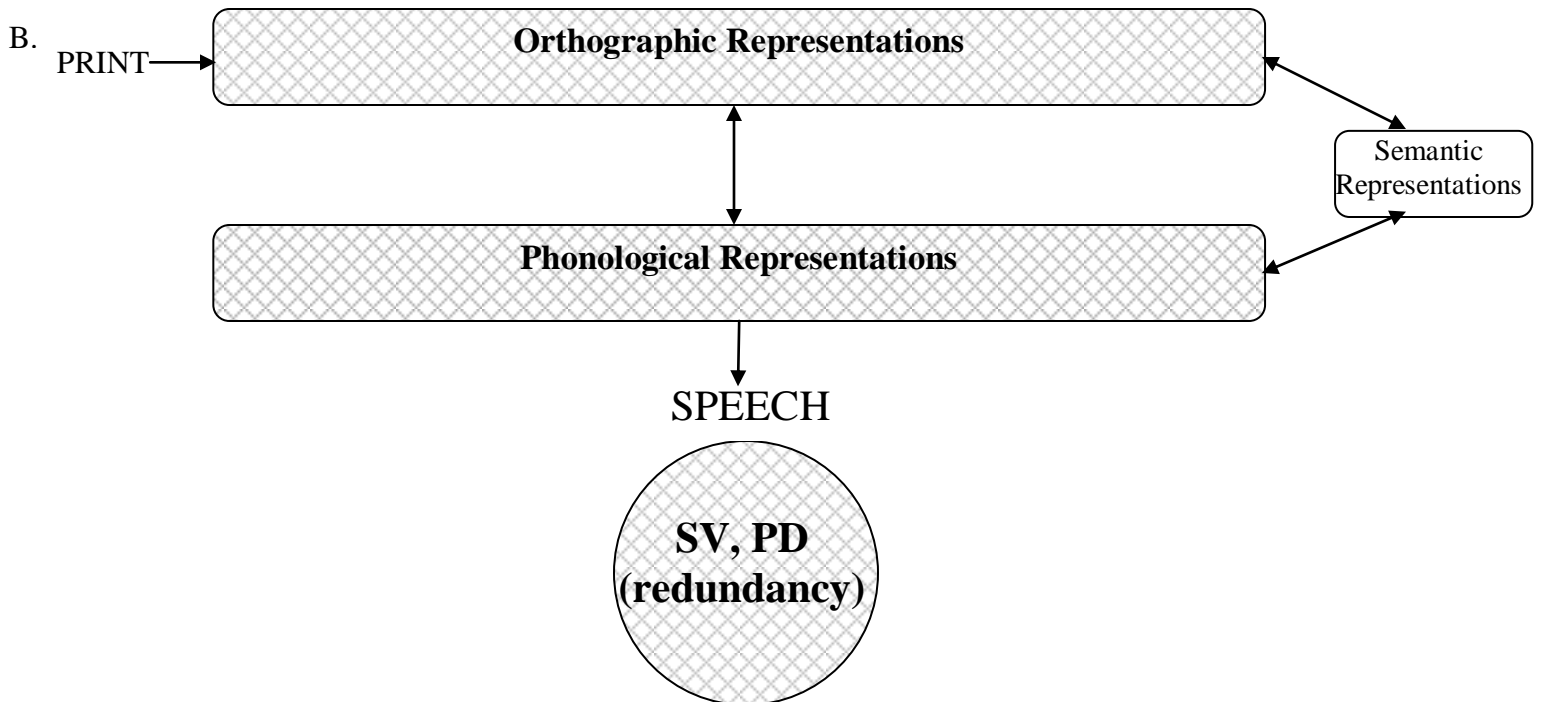 B.
PRINT
Orthographic Representations
Semantic
Representations
Phonological Representations
SPEECH
SV, PD
(redundancy)